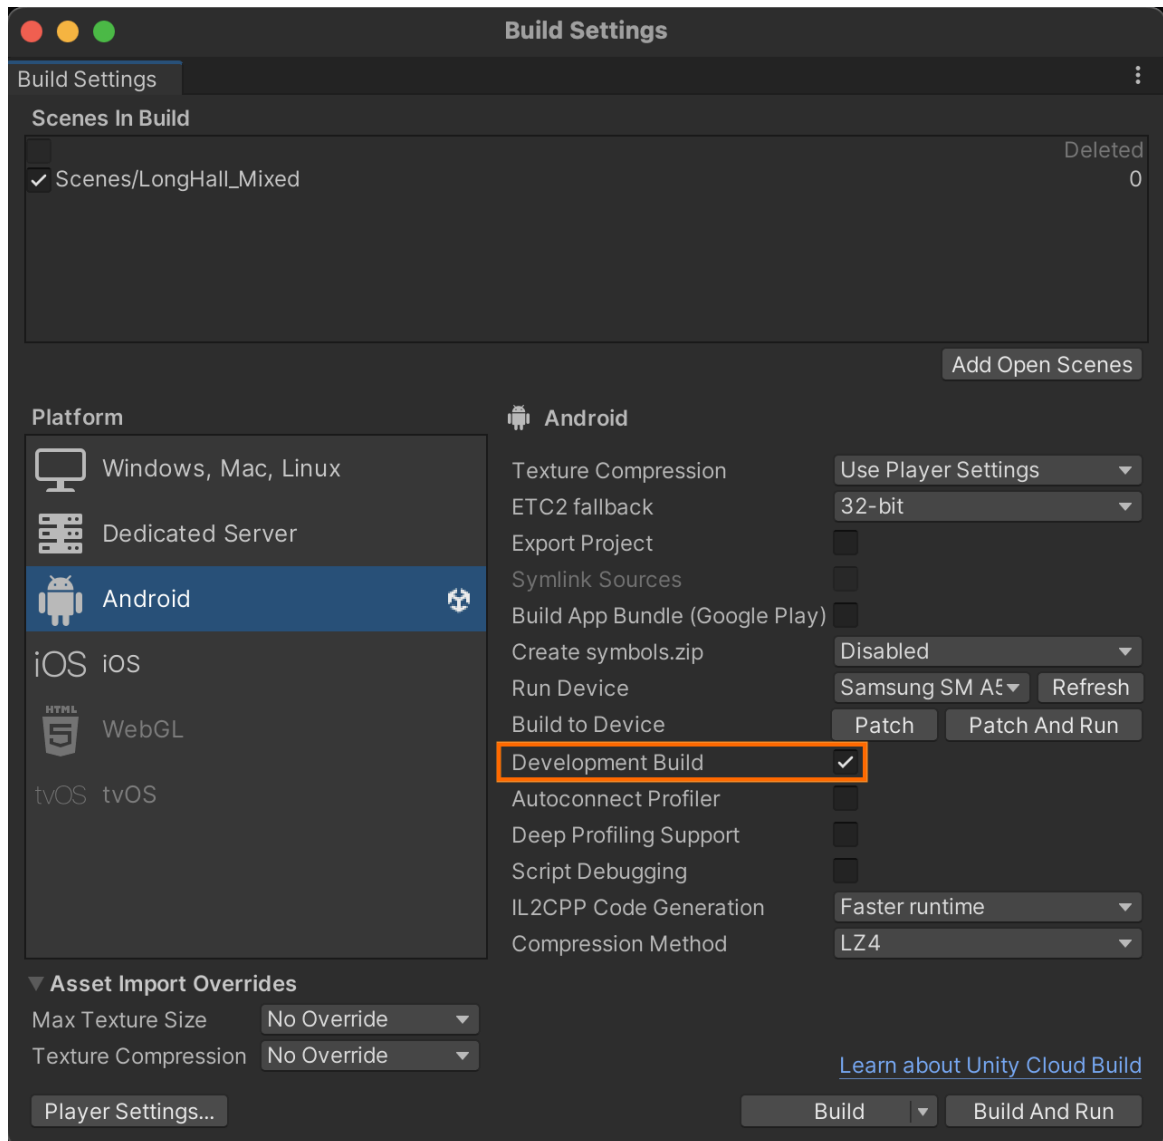 Build Settings
Build Settings
Scenes In Build
Deleted
Scenes/LongHall_Mixed 0
Add Open Scenes
Platform
Windows, Mac, Linux
Dedicated Server
Android
iOS iOS
HTML 5 WebGL
tvOS tvOS
Android
Texture Compression Use Player Settings
ETC2 fallback 32-bit
Export Project
Symlink Sources
Build App Bundle (Google Play)
Create symbols.zip Disabled
Run Device Samsung SM A5 Refresh
Build to Device Patch Patch And Run
Development Build
Autoconnect Profiler
Deep Profiling Support
Script Debugging
IL2CPP Code Generation Faster runtime
Compression Method LZ4
Asset Import Overrides
Max Texture Size No Override
Texture Compression No Override
Learn about Unity Cloud Build
Player Settings... Build Build And Run